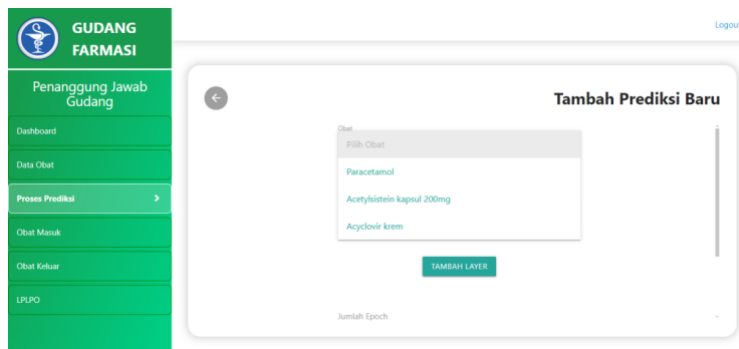 GUDANG
FARMASI
Logout
Penanggung Jawab
Gudang
Dashboard
Data Obat
Proses Prediksi
Obat Masuk
Obat Keluar
LPLPO
Tambah Prediksi Baru
Obat
Pilih Obat
Paracetamol
Acetylsistein kapsul 200mg
Acyclovir krem
TAMBAH LAYER
Jumlah Epoch